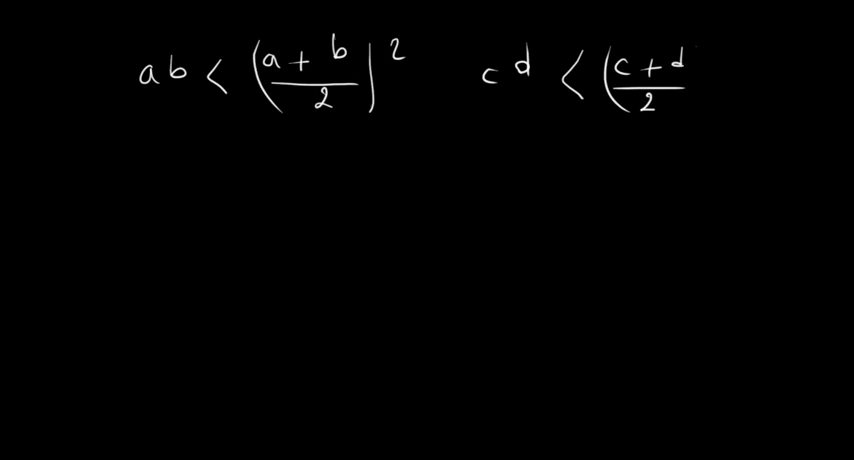 ab < (a + b / 2)² cd < (c + d / 2